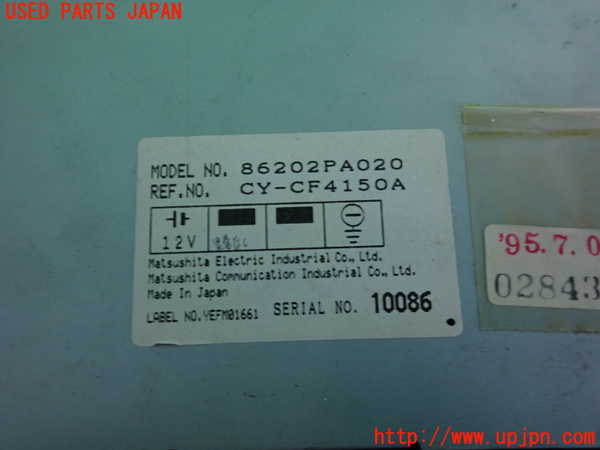 USED PARTS JAPAN
MODEL NO. 86202PA020
REF.NO. CY-CF4150A
12V
Matsushita Electric Industrial Co., Ltd.
Matsushita Communication Industrial Co., Ltd.
Made In Japan
LABEL NO. YEFM01661 SERIAL NO. 10086
'95.7.0
02843
http://www.upjpn.com/